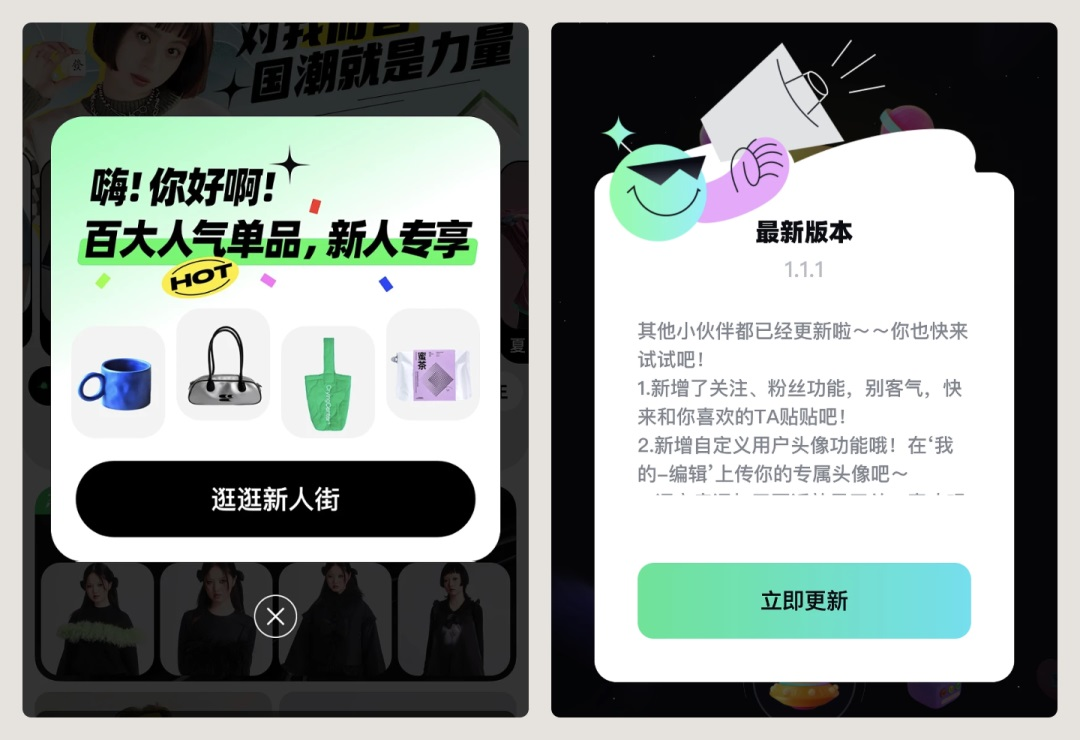 对我而言
国潮就是力量
發
嗨！你好啊！
百大人气单品，新人专享
HOT
蜜茶
夏
逛逛新人街
最新版本
1.1.1
其他小伙伴都已经更新啦～～你也快来
试试吧！
1.新增了关注、粉丝功能，别客气，快
来和你喜欢的TA贴贴吧！
2.新增自定义用户头像功能哦！在‘我
的-编辑’上传你的专属头像吧～
立即更新